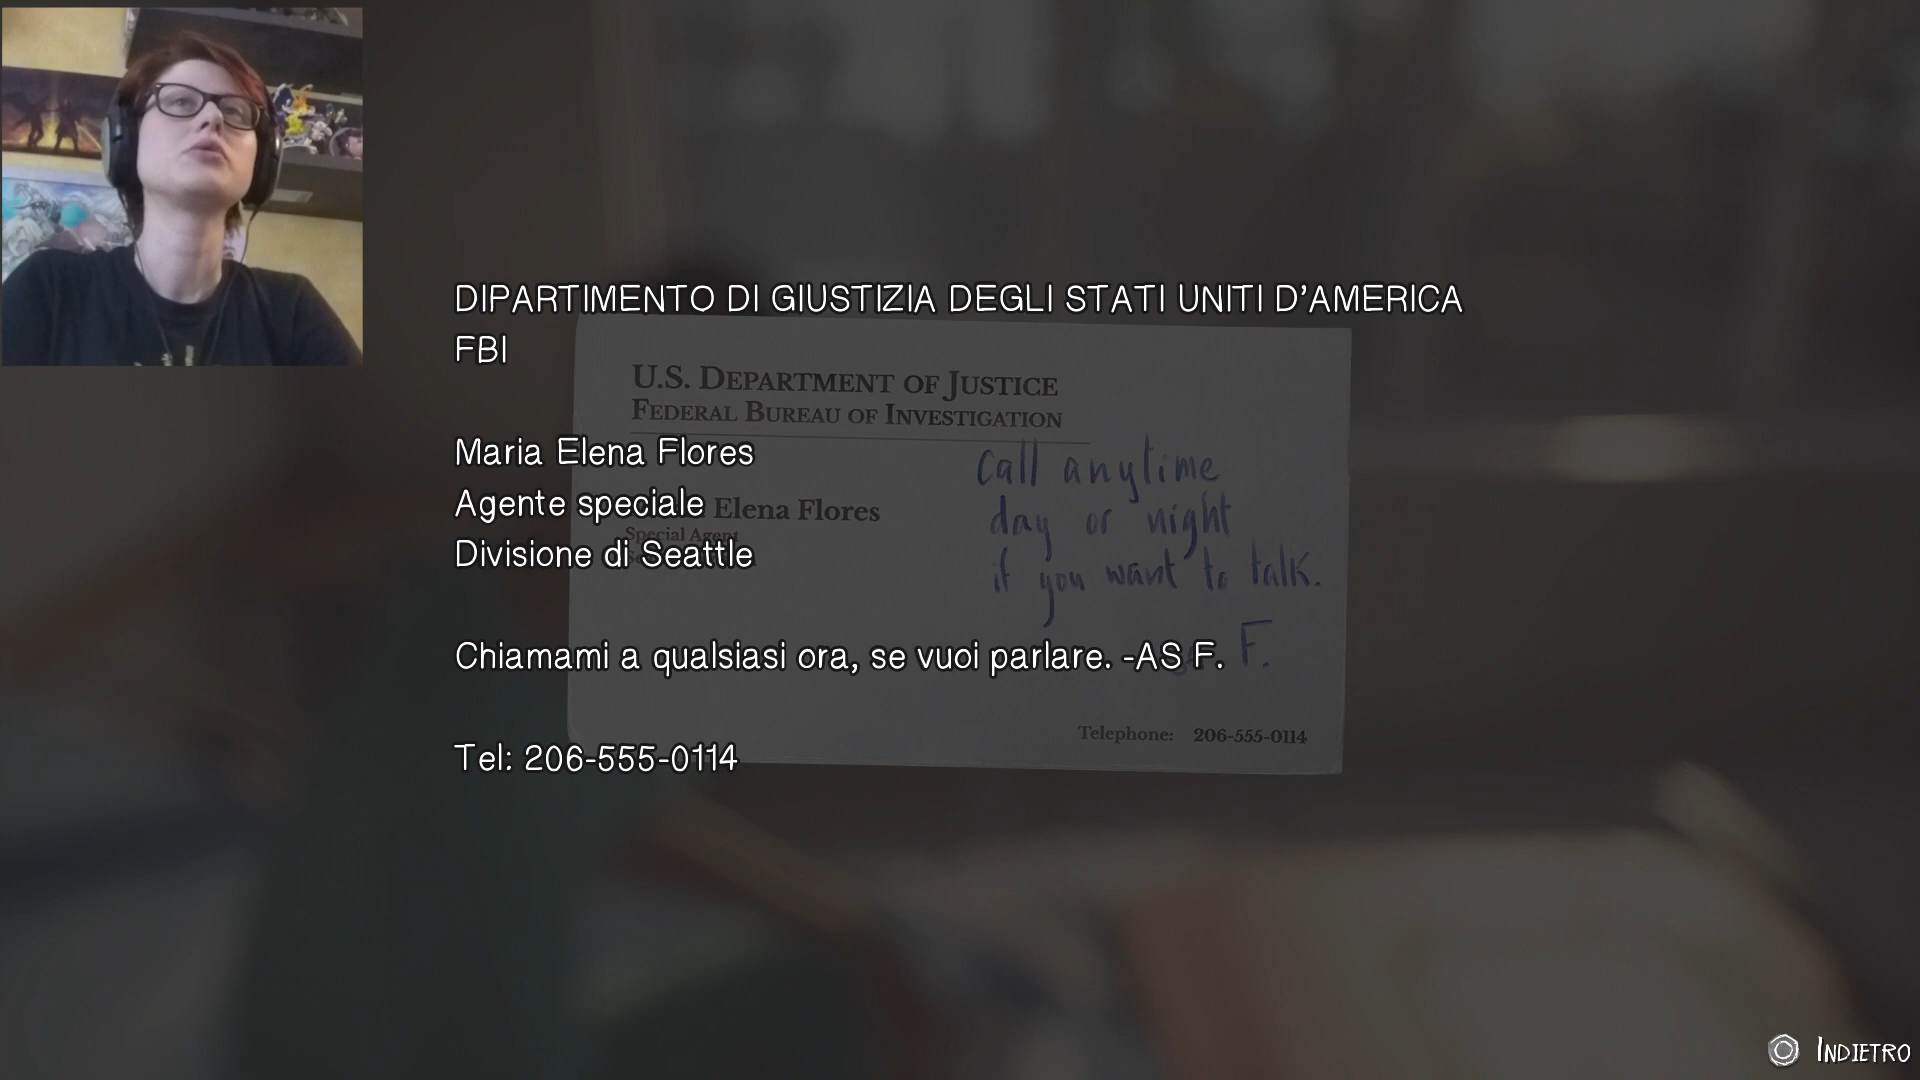 DIPARTIMENTO DI GIUSTIZIA DEGLI STATI UNITI D'AMERICA
FBI
U.S. DEPARTMENT OF JUSTICE
FEDERAL BUREAU OF INVESTIGATION
Maria Elena Flores
Agente speciale
Divisione di Seattle
Elena Flores
Special Agent
Call anytime
day or night
if you want to talk.
F.
Chiamami a qualsiasi ora, se vuoi parlare. -AS F.
Telephone: 206-555-0114
Tel: 206-555-0114
INDIETRO